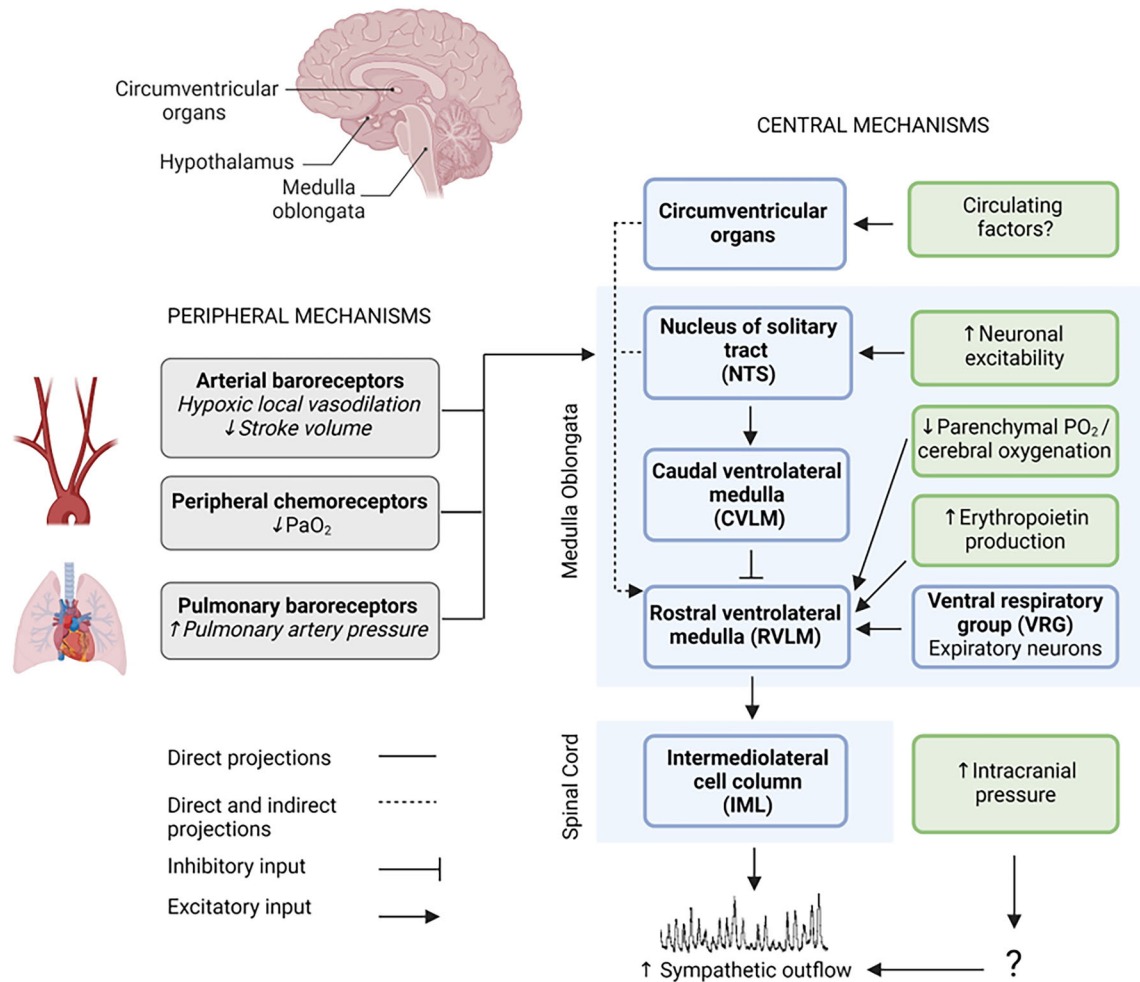 Circumventricular
organs
Hypothalamus
Medulla
oblongata
CENTRAL MECHANISMS
Circumventricular
organs
Circulating
factors?
PERIPHERAL MECHANISMS
Arterial baroreceptors
Hypoxic local vasodilation
↓Stroke volume
Peripheral chemoreceptors
↓PaO₂
Pulmonary baroreceptors
↑Pulmonary artery pressure
Medulla Oblongata
Nucleus of solitary
tract
(NTS)
↑Neuronal
excitability
Caudal ventrolateral
medulla
(CVLM)
↓Parenchymal PO₂/
cerebral oxygenation
↑Erythropoietin
production
Rostral ventrolateral
medulla (RVLM)
Ventral respiratory
group (VRG)
Expiratory neurons
Spinal Cord
Intermediolateral
cell column
(IML)
↑Intracranial
pressure
↑ Sympathetic outflow
?
Direct projections
Direct and indirect
projections
Inhibitory input
Excitatory input